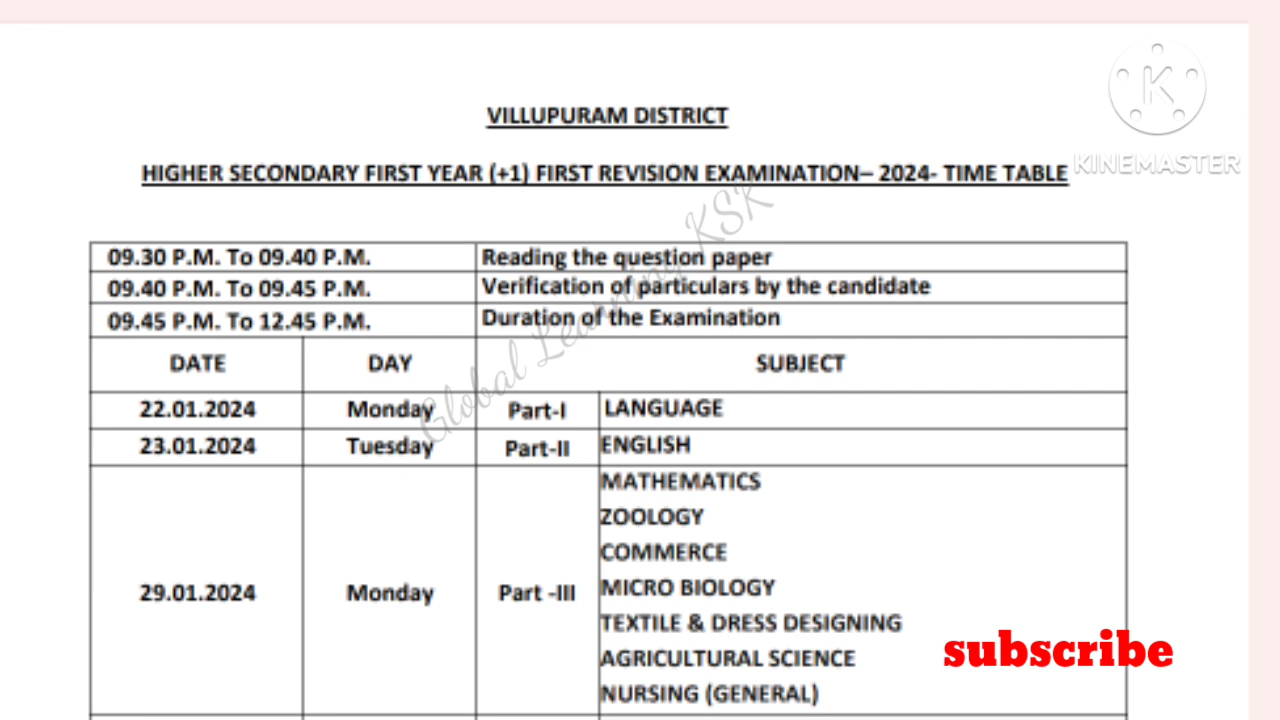 KINEMASTER
VILLUPURAM DISTRICT
HIGHER SECONDARY FIRST YEAR (+1) FIRST REVISION EXAMINATION– 2024- TIME TABLE
09.30 P.M. To 09.40 P.M. Reading the question paper
09.40 P.M. To 09.45 P.M. Verification of particulars by the candidate
09.45 P.M. To 12.45 P.M. Duration of the Examination
DATE DAY SUBJECT
22.01.2024 Monday Part-I LANGUAGE
23.01.2024 Tuesday Part-II ENGLISH
29.01.2024 Monday Part -III MATHEMATICS
ZOOLOGY
COMMERCE
MICRO BIOLOGY
TEXTILE & DRESS DESIGNING
AGRICULTURAL SCIENCE
NURSING (GENERAL)
Global Learning KSK
subscribe